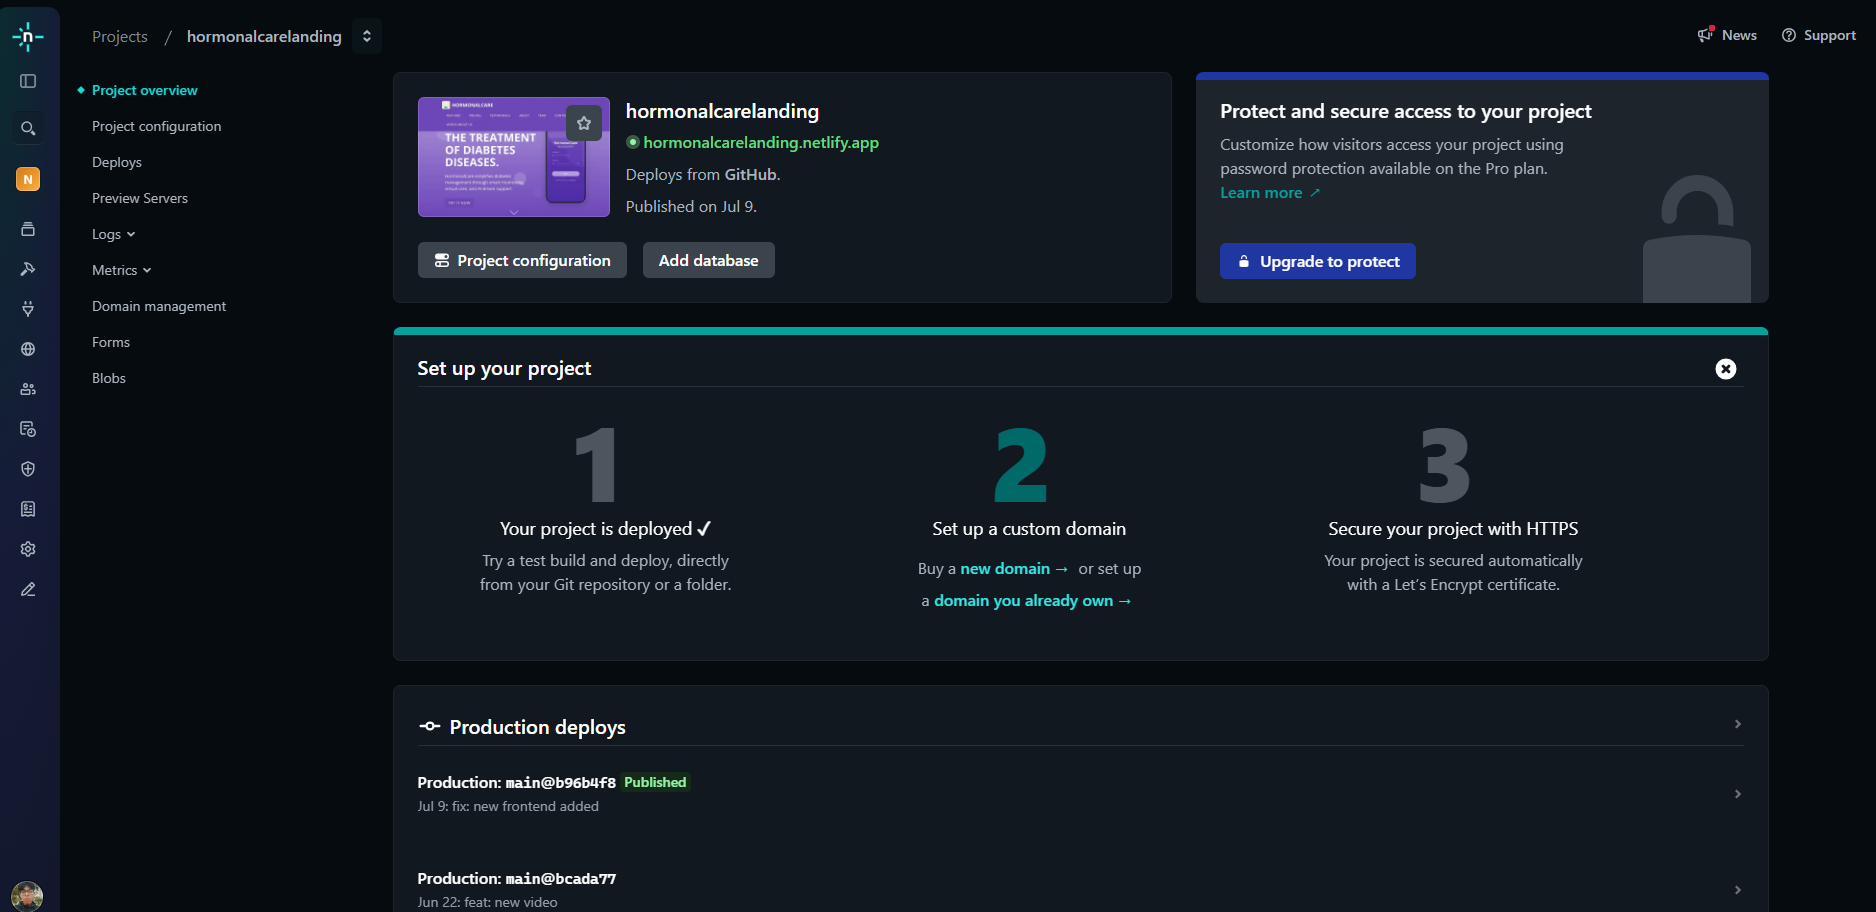 Projects / hormonalcarelanding
News
Support
N
Project overview
Project configuration
Deploys
Preview Servers
Logs
Metrics
Domain management
Forms
Blobs
HORMONALCARE
THE TREATMENT
OF DIABETES
DISEASES.
hormonalcarelanding
hormonalcarelanding.netlify.app
Deploys from GitHub.
Published on Jul 9.
Project configuration
Add database
Protect and secure access to your project
Customize how visitors access your project using
password protection available on the Pro plan.
Learn more ↗
Upgrade to protect
Set up your project
1
Your project is deployed ✓
Try a test build and deploy, directly
from your Git repository or a folder.
2
Set up a custom domain
Buy a new domain → or set up
a domain you already own →
3
Secure your project with HTTPS
Your project is secured automatically
with a Let’s Encrypt certificate.
Production deploys
Production: main@b96b4f8 Published
Jul 9: fix: new frontend added
Production: main@bcada77
Jun 22: feat: new video